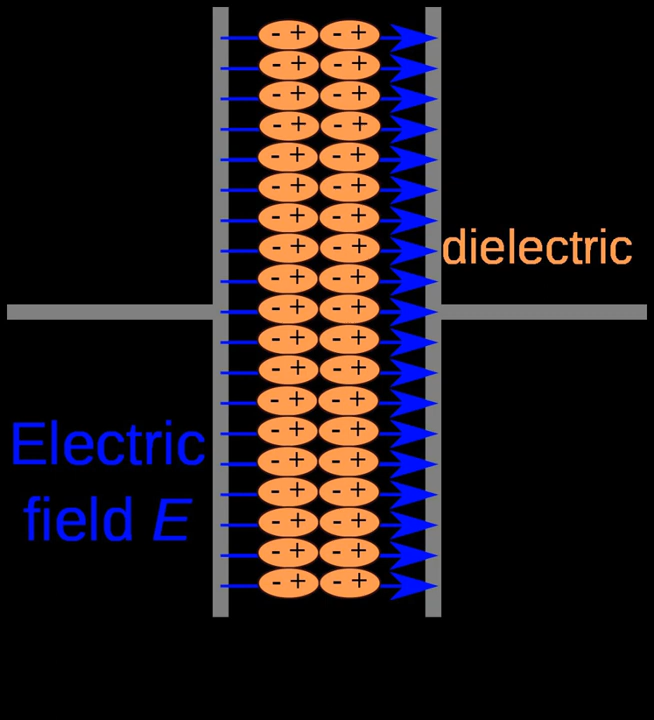 - + - +
- + - +
- + - +
- + - +
- + - +
- + - +
- + - +
- + - +
dielectric
- + - +
- + - +
- + - +
- + - +
- + - +
Electric
- + - +
- + - +
- + - +
field E
- + - +
- + - +
- + - +